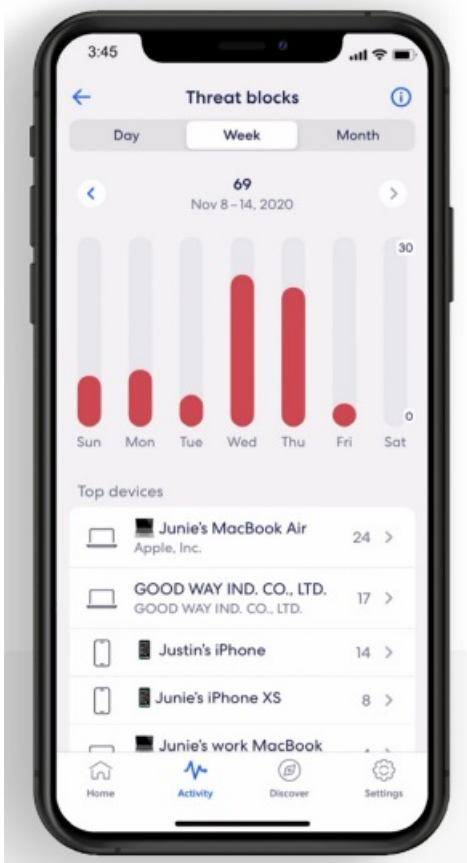 3:45
Threat blocks
Day Week Month
69
Nov 8 – 14, 2020
30
0
Sun Mon Tue Wed Thu Fri Sat
Top devices
Junie's MacBook Air
Apple, Inc.
24
GOOD WAY IND. CO., LTD.
GOOD WAY IND. CO., LTD.
17
Justin's iPhone
14
Junie's iPhone XS
8
Junie's work MacBook
Home Activity Discover Settings